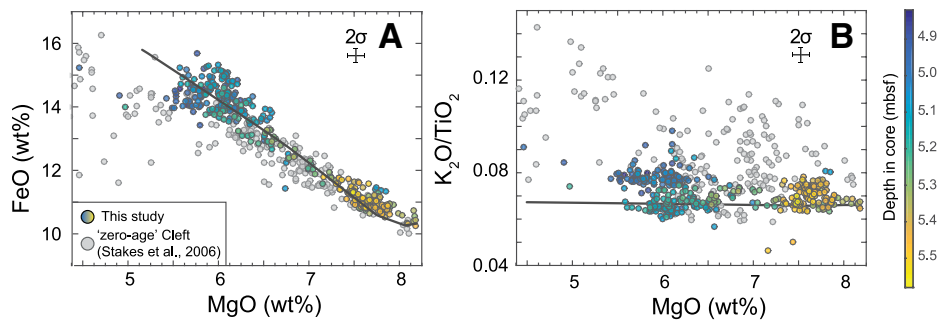 A
2σ
16
14
12
10
FeO (wt%)
This study
'zero-age' Cleft
(Stakes et al., 2006)
5
6
7
8
MgO (wt%)
B
2σ
0.12
0.08
0.04
K2O/TiO2
5
6
7
8
MgO (wt%)
4.9
5.0
5.1
5.2
5.3
5.4
5.5
Depth in core (mbsf)